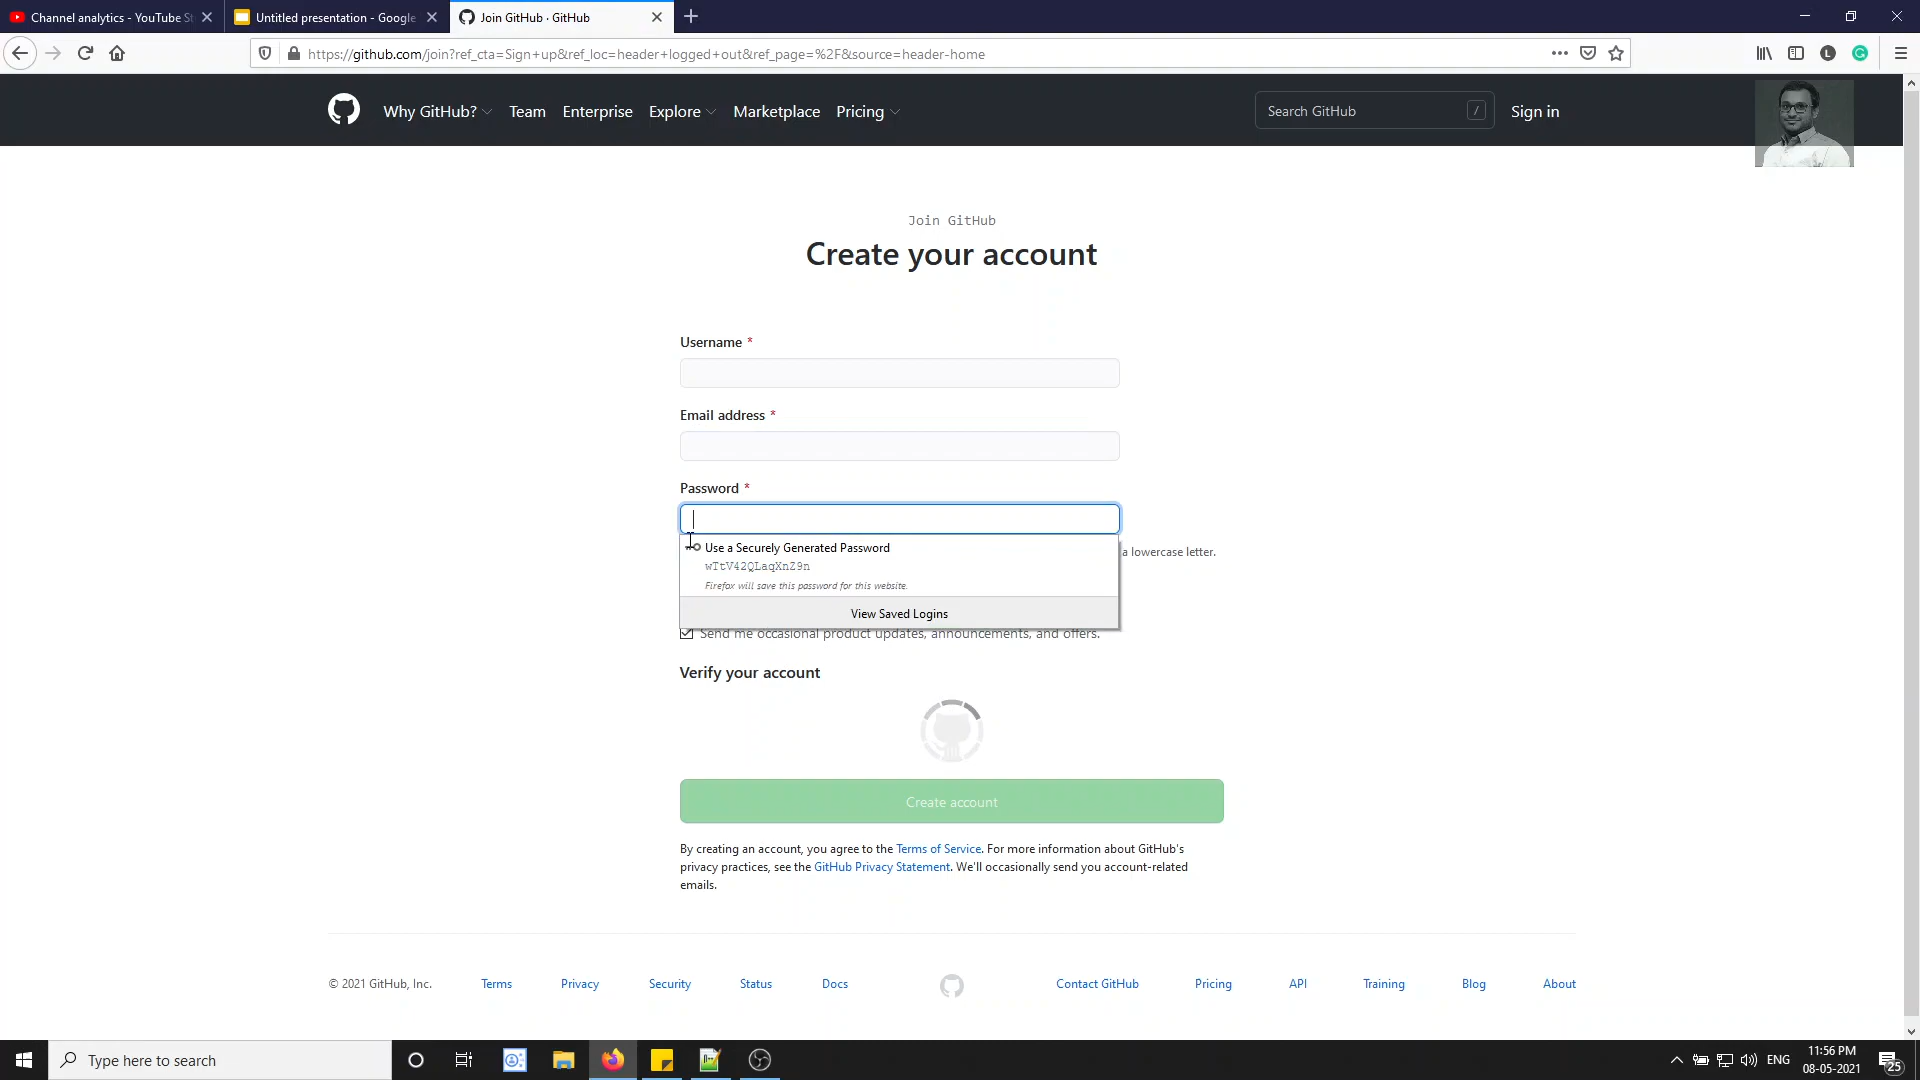 Channel analytics - YouTube St
Untitled presentation - Google
Join GitHub · GitHub
https://github.com/join?ref_cta=Sign+up&ref_loc=header+logged+out&ref_page=%2F&source=header-home
Why GitHub?
Team
Enterprise
Explore
Marketplace
Pricing
Search GitHub
/
Sign in
Join GitHub
Create your account
Username *
Email address *
Password *
Use a Securely Generated Password
a lowercase letter.
wTtV42QLaqXnZ9n
Firefox will save this password for this website.
View Saved Logins
Send me occasional product updates, announcements, and offers.
Verify your account
Create account
By creating an account, you agree to the Terms of Service. For more information about GitHub's
privacy practices, see the GitHub Privacy Statement. We'll occasionally send you account-related
emails.
© 2021 GitHub, Inc.
Terms
Privacy
Security
Status
Docs
Contact GitHub
Pricing
API
Training
Blog
About
Type here to search
ENG
11:56 PM
08-05-2021
25
L